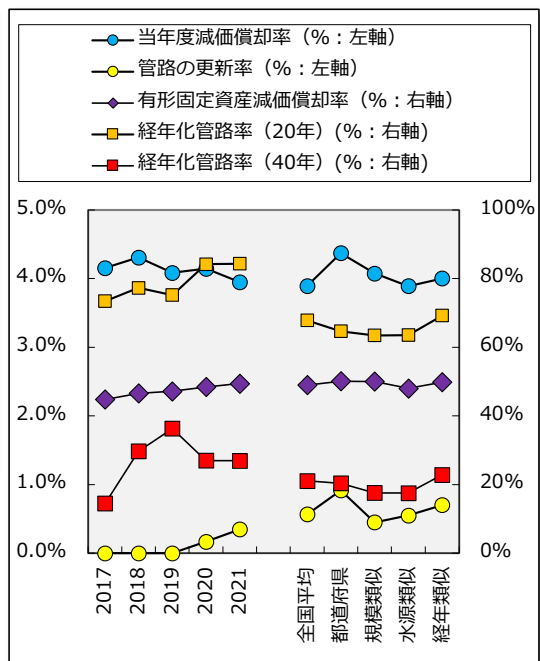 当年度減価償却率（%：左軸）
管路の更新率（%：左軸）
有形固定資産減価償却率（%：右軸）
経年化管路率（20年）(%：右軸)
経年化管路率（40年）(%：右軸)
5.0%
4.0%
3.0%
2.0%
1.0%
0.0%
100%
80%
60%
40%
20%
0%
2017
2018
2019
2020
2021
全国平均
都道府県
規模類似
水源類似
経年類似